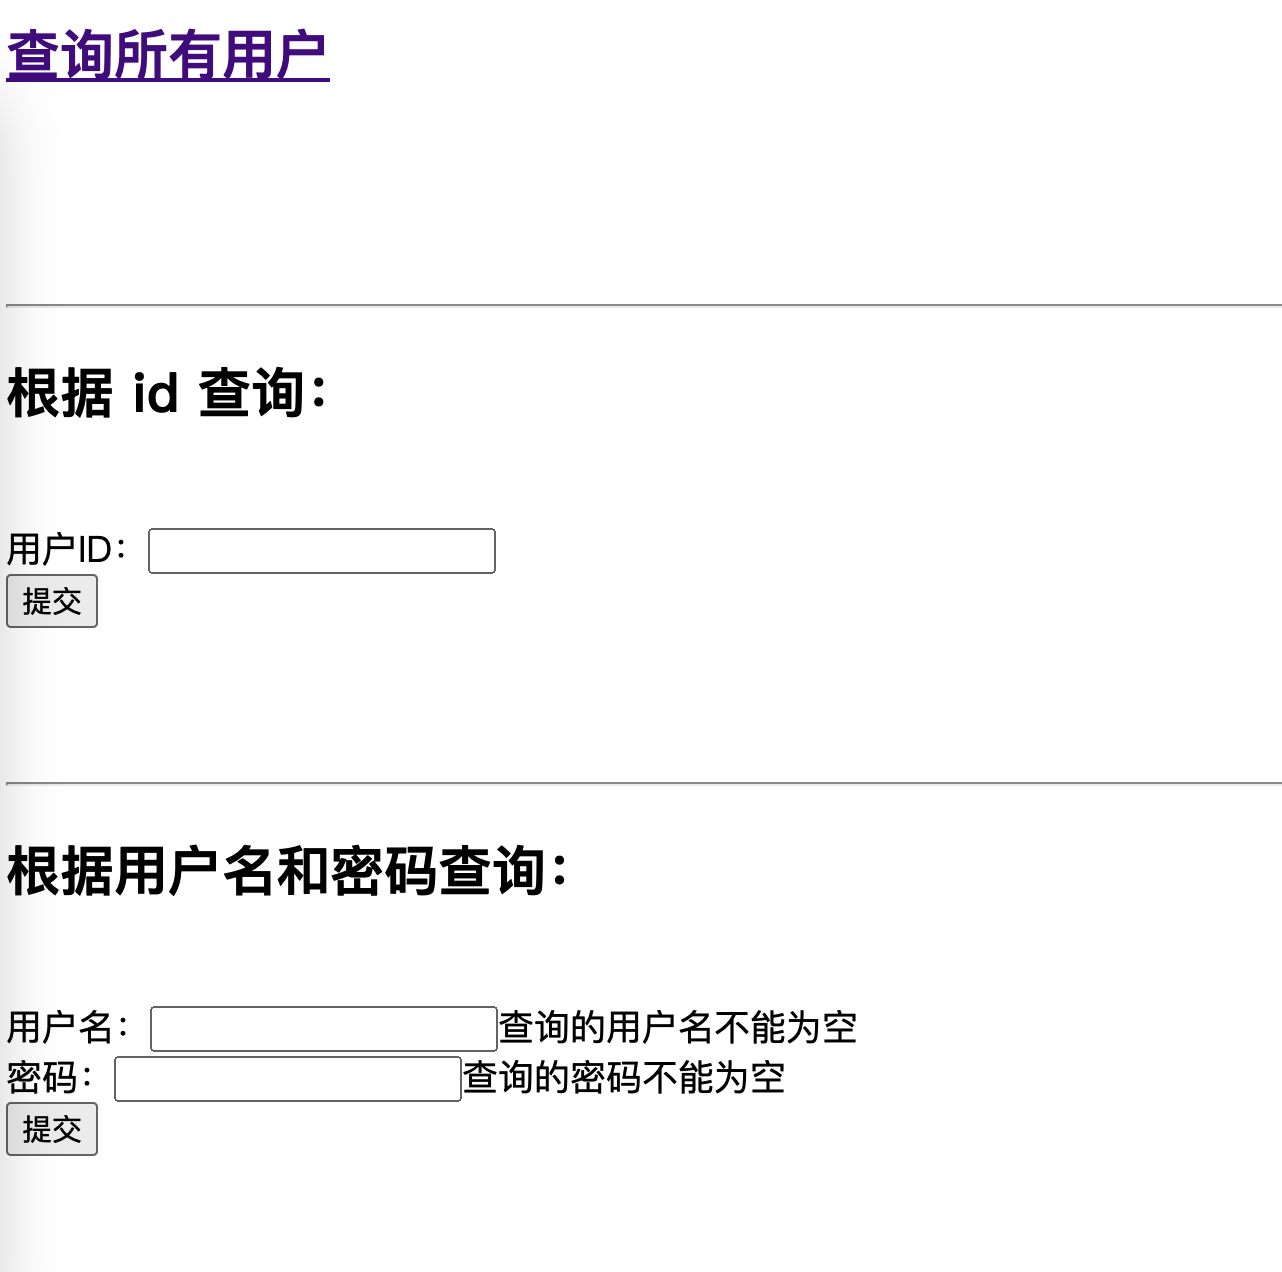 查询所有用户
根据 id 查询：
用户ID：
提交
根据用户名和密码查询：
用户名：查询的用户名不能为空
密码：查询的密码不能为空
提交